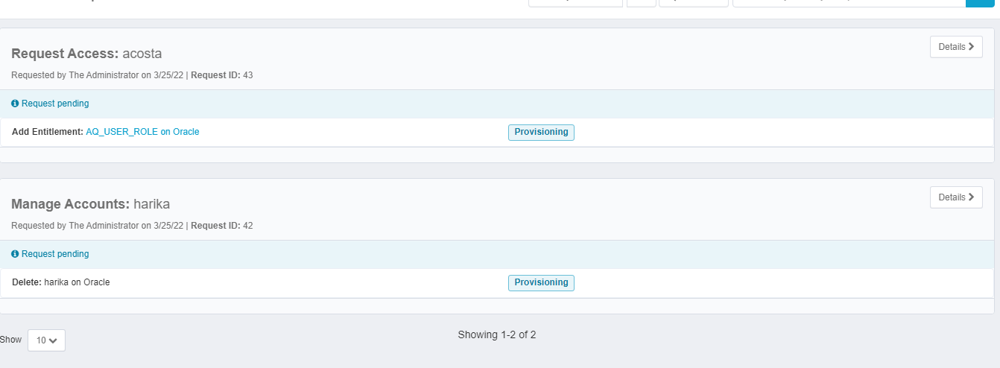 Details
Request Access: acosta
Requested by The Administrator on 3/25/22 | Request ID: 43
Request pending
Add Entitlement: AQ_USER_ROLE on Oracle
Provisioning
Details
Manage Accounts: harika
Requested by The Administrator on 3/25/22 | Request ID: 42
Request pending
Delete: harika on Oracle
Provisioning
Show 10
Showing 1-2 of 2